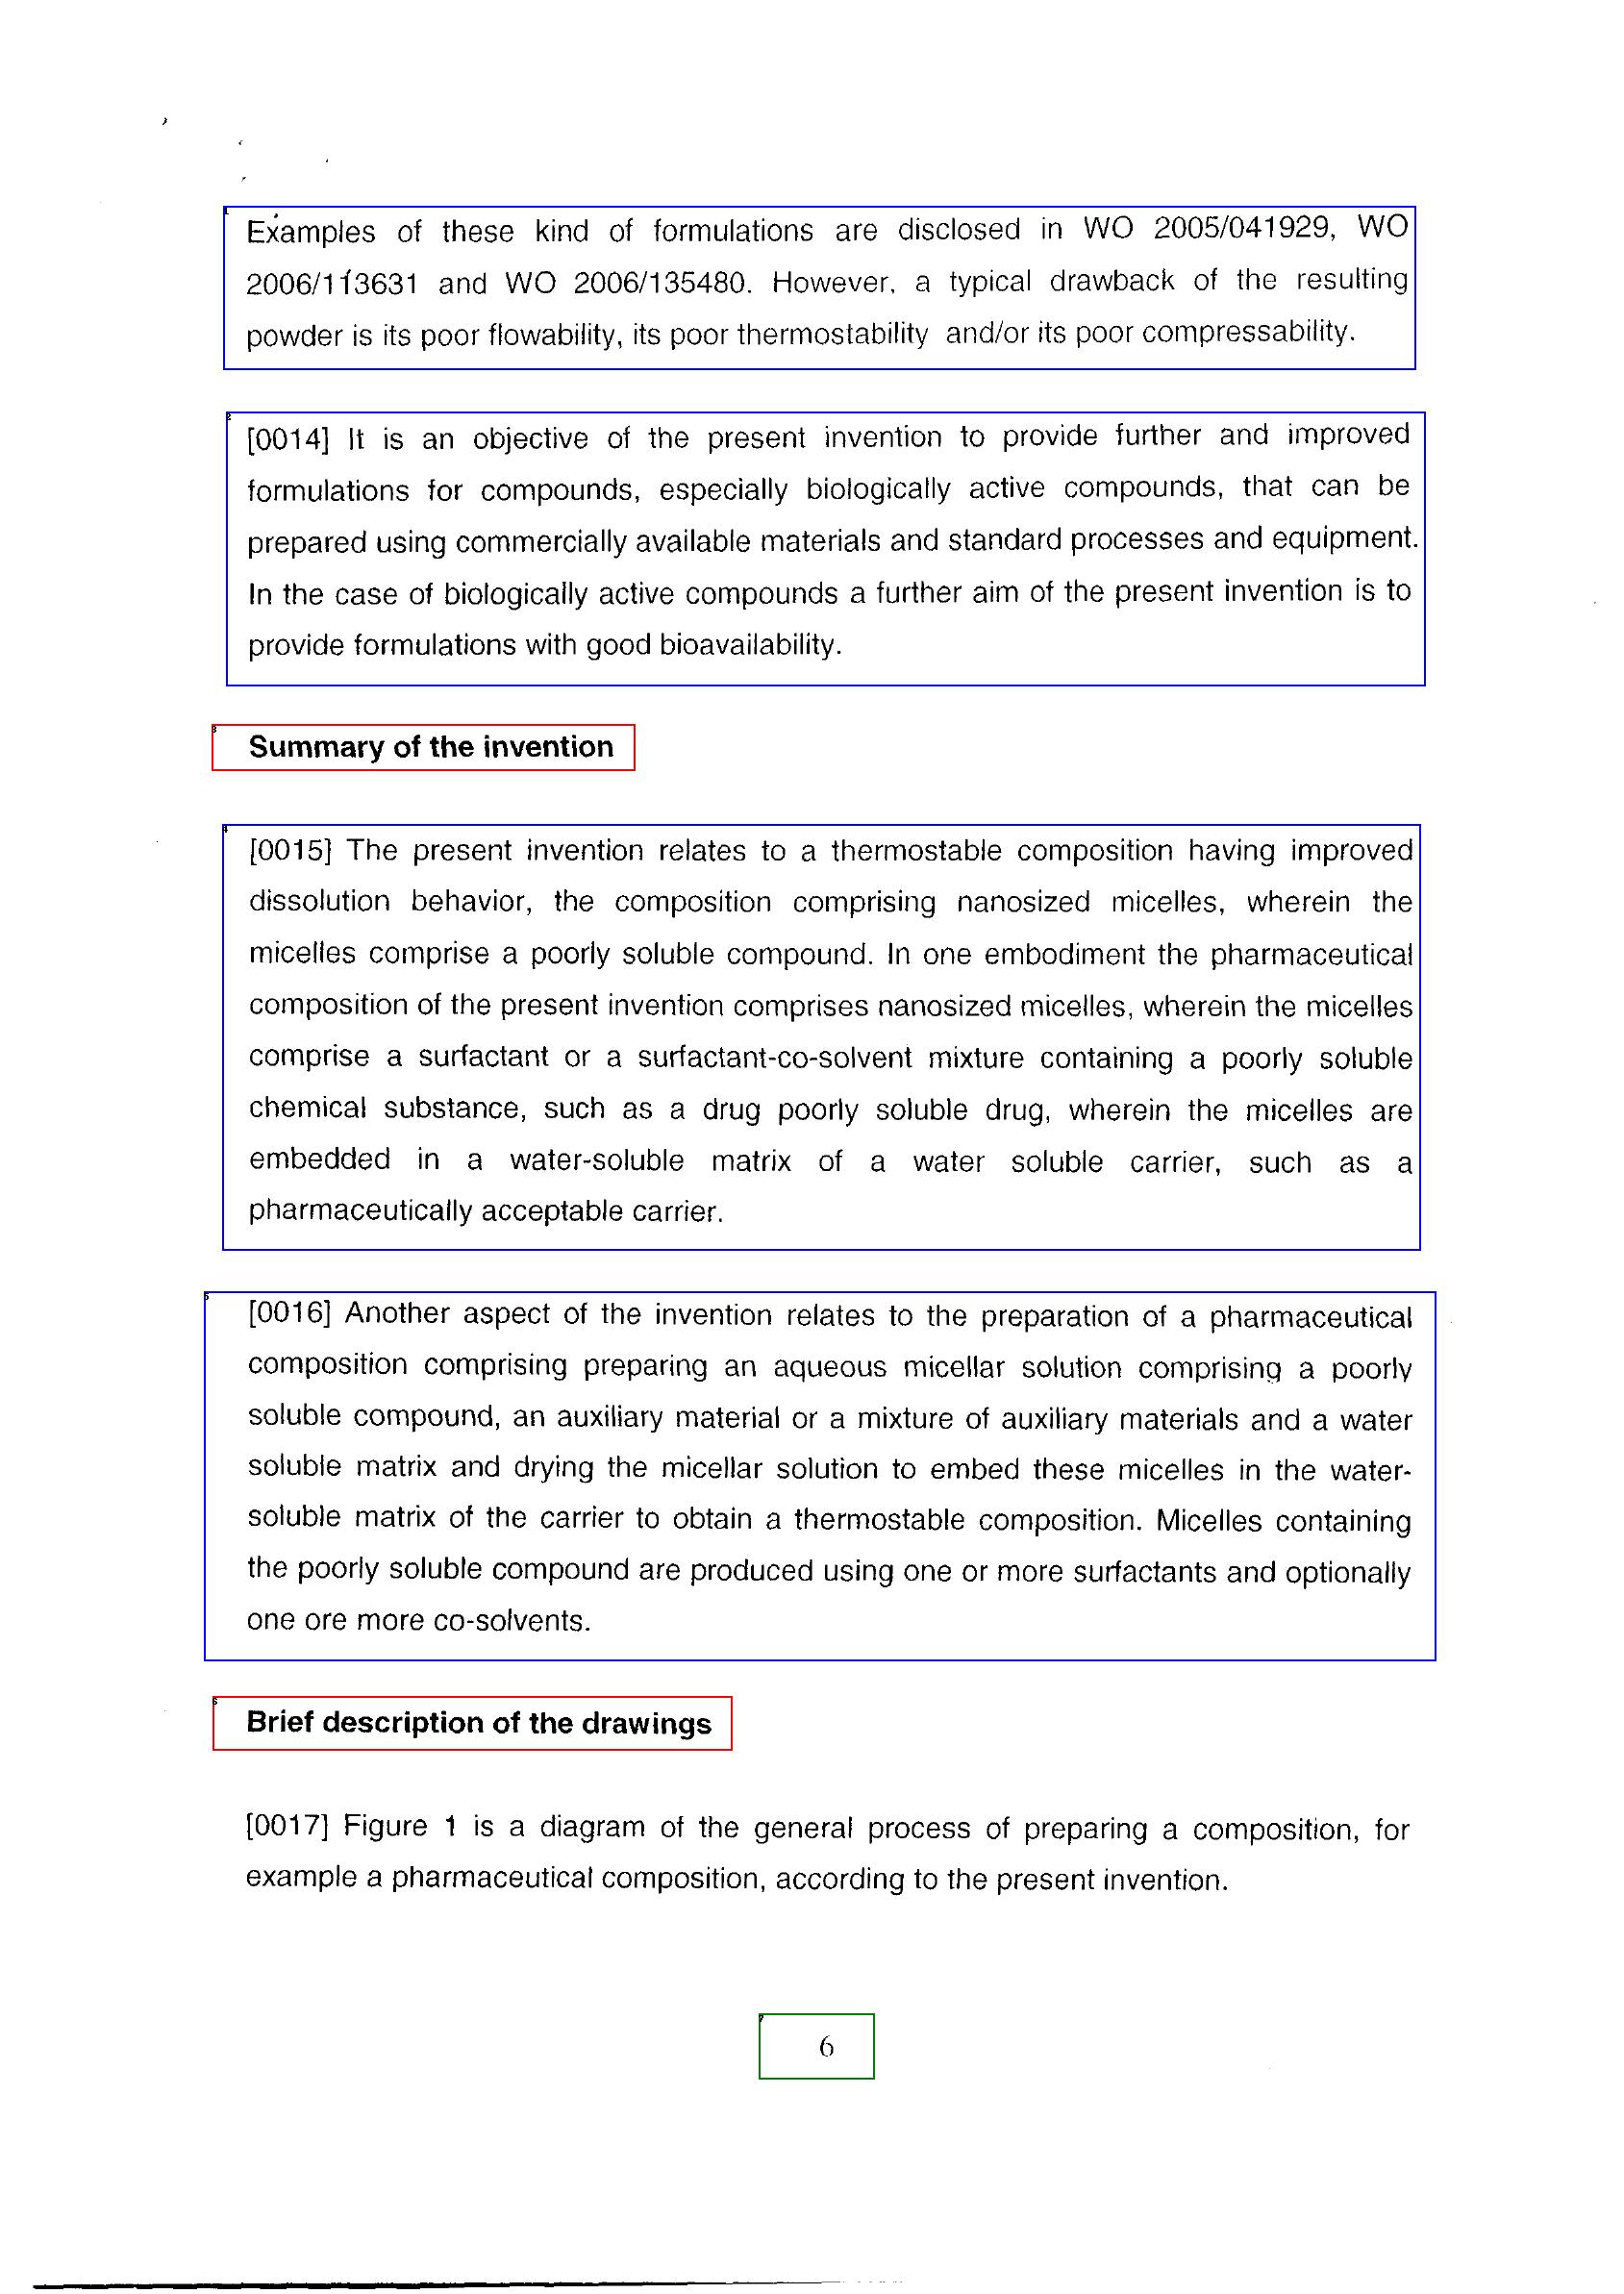 Examples of these kind of formulations are disclosed in WO 2005/041929, WO
2006/113631 and WO 2006/135480. However, a typical drawback of the resulting
powder is its poor flowability, its poor thermostability and/or its poor compressability.
[0014] It is an objective of the present invention to provide further and improved
formulations for compounds, especially biologically active compounds, that can be
prepared using commercially available materials and standard processes and equipment.
In the case of biologically active compounds a further aim of the present invention is to
provide formulations with good bioavailability.
Summary of the invention
[0015] The present invention relates to a thermostable composition having improved
dissolution behavior, the composition comprising nanosized micelles, wherein the
micelles comprise a poorly soluble compound. In one embodiment the pharmaceutical
composition of the present invention comprises nanosized micelles, wherein the micelles
comprise a surfactant or a surfactant-co-solvent mixture containing a poorly soluble
chemical substance, such as a drug poorly soluble drug, wherein the micelles are
embedded in a water-soluble matrix of a water soluble carrier, such as a
pharmaceutically acceptable carrier.
[0016] Another aspect of the invention relates to the preparation of a pharmaceutical
composition comprising preparing an aqueous micellar solution comprising a poorly
soluble compound, an auxiliary material or a mixture of auxiliary materials and a water
soluble matrix and drying the micellar solution to embed these micelles in the water-
soluble matrix of the carrier to obtain a thermostable composition. Micelles containing
the poorly soluble compound are produced using one or more surfactants and optionally
one ore more co-solvents.
Brief description of the drawings
[0017] Figure 1 is a diagram of the general process of preparing a composition, for
example a pharmaceutical composition, according to the present invention.
6